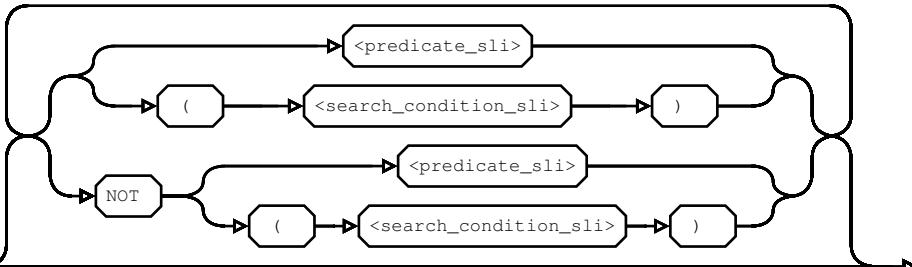 <predicate_sli>
( <search_condition_sli> )
<predicate_sli>
NOT
( <search_condition_sli> )